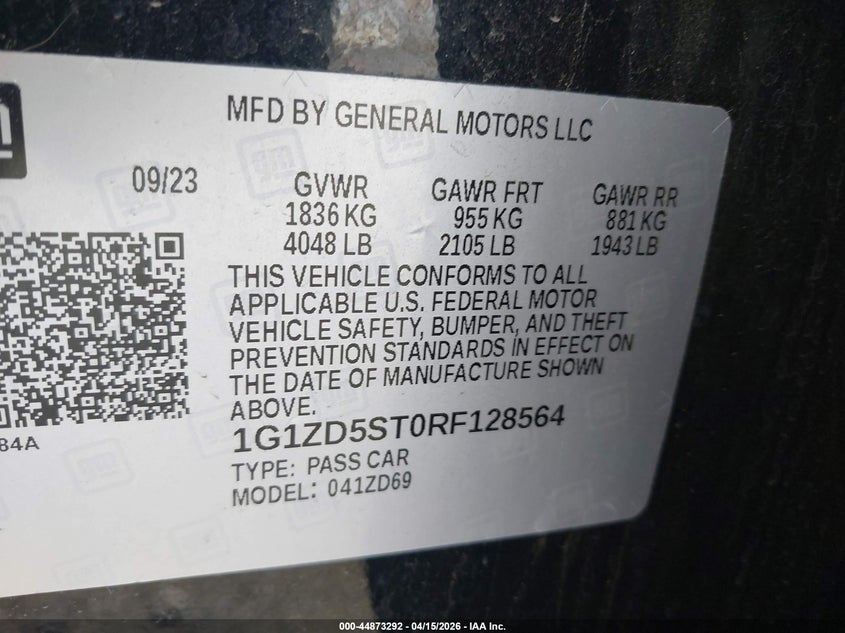 MFD BY GENERAL MOTORS LLC
09/23
GVWR GAWR FRT GAWR RR
1836 KG 955 KG 881 KG
4048 LB 2105 LB 1943 LB
THIS VEHICLE CONFORMS TO ALL
APPLICABLE U.S. FEDERAL MOTOR
VEHICLE SAFETY, BUMPER, AND THEFT
PREVENTION STANDARDS IN EFFECT ON
THE DATE OF MANUFACTURE SHOWN
ABOVE.
84A
1G1ZD5ST0RF128564
TYPE: PASS CAR
MODEL: 041ZD69
000-44873292 - 04/15/2026 - IAA Inc.